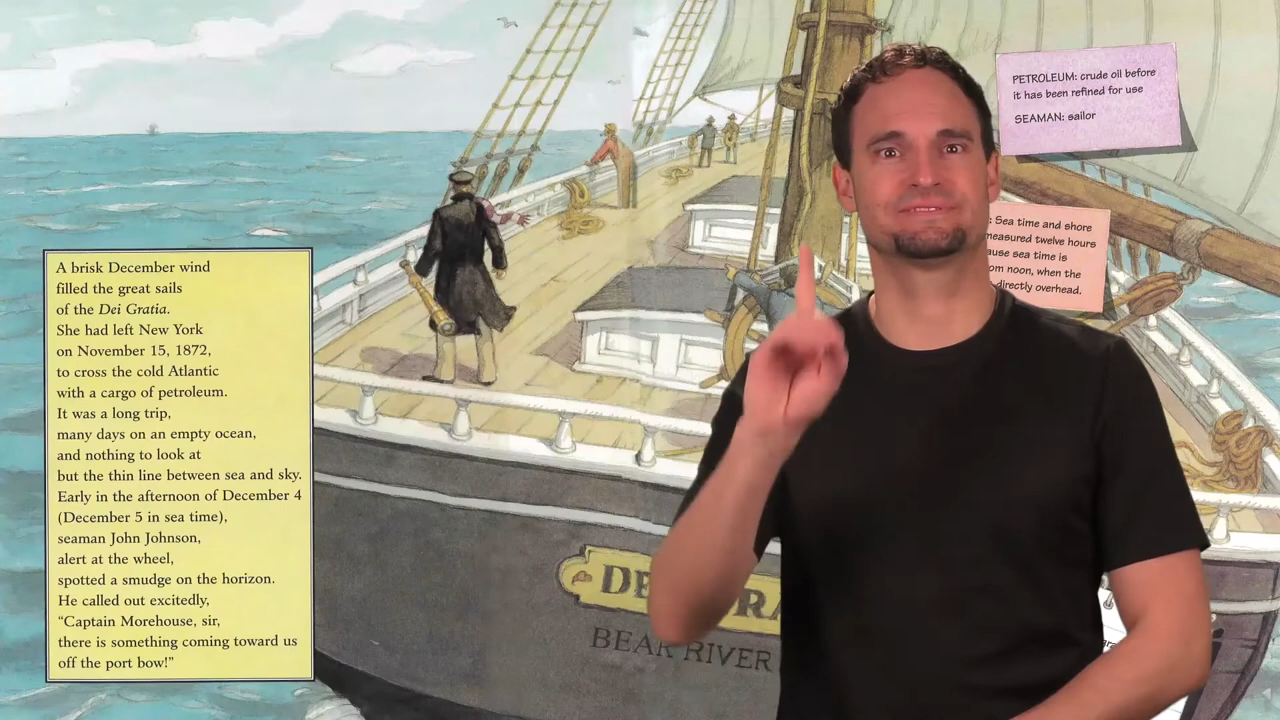 A brisk December wind
filled the great sails
of the Dei Gratia.
She had left New York
on November 15, 1872,
to cross the cold Atlantic
with a cargo of petroleum.
It was a long trip,
many days on an empty ocean,
and nothing to look at
but the thin line between sea and sky.
Early in the afternoon of December 4
(December 5 in sea time),
seaman John Johnson,
alert at the wheel,
spotted a smudge on the horizon.
He called out excitedly,
“Captain Morehouse, sir,
there is something coming toward us
off the port bow!”
PETROLEUM: crude oil before
it has been refined for use
SEAMAN: sailor
: Sea time and shore
measured twelve hours
ause sea time is
om noon, when the
directly overhead.
DE RA
BEAR RIVER